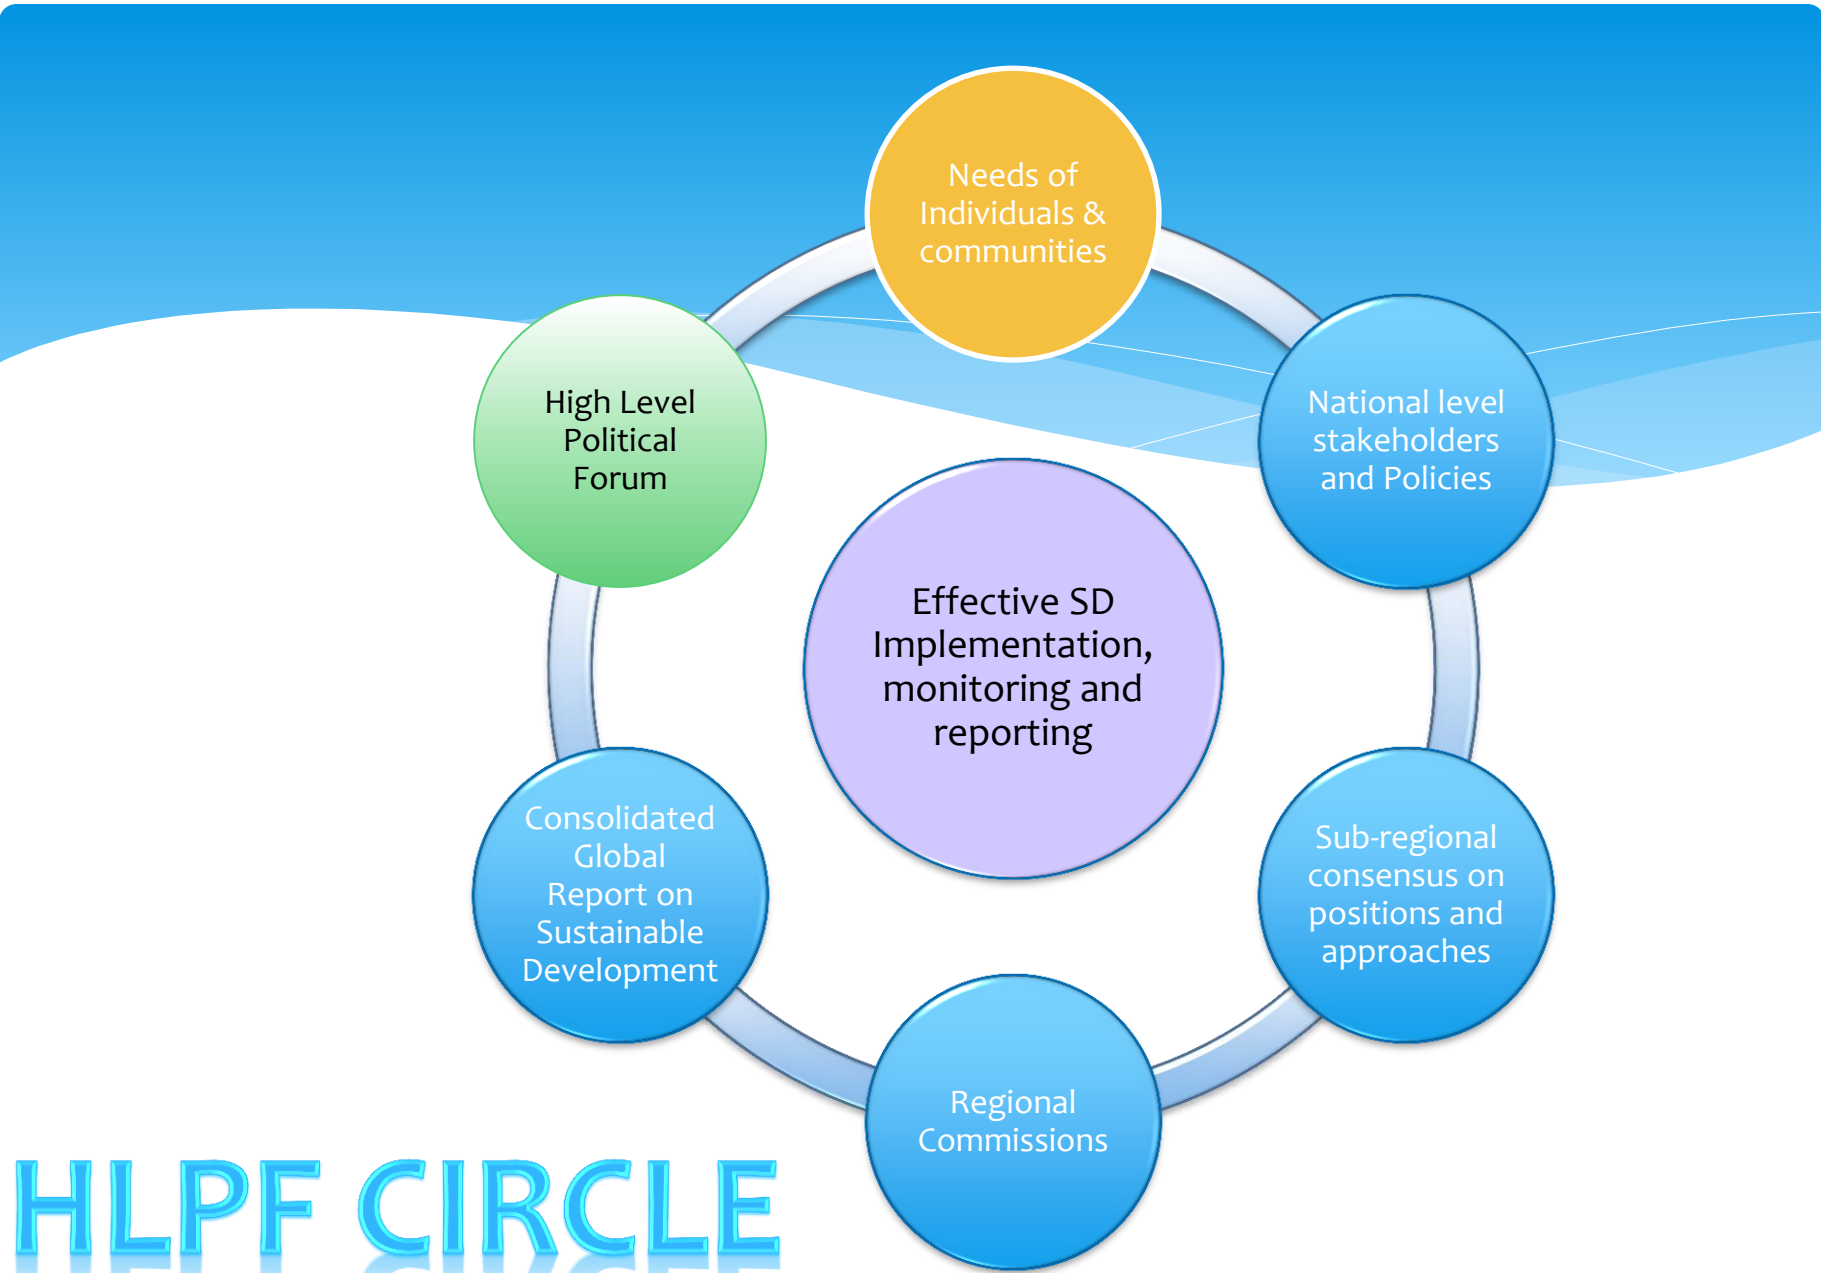 Needs of
Individuals &
communities
National level
stakeholders
and Policies
Sub-regional
consensus on
positions and
approaches
Regional
Commissions
Consolidated
Global
Report on
Sustainable
Development
High Level
Political
Forum
Effective SD
Implementation,
monitoring and
reporting
HLPF CIRCLE